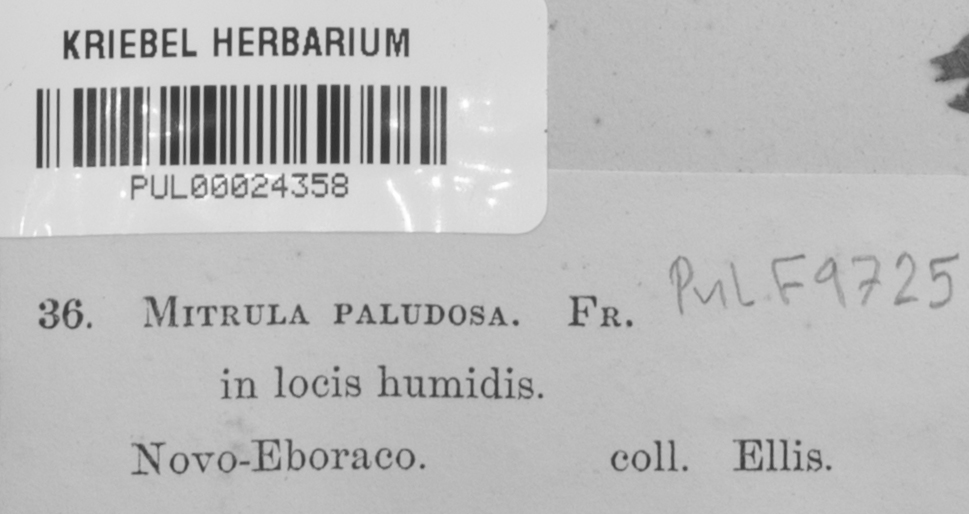 KRIEBEL HERBARIUM
PUL00024358
PUL F9725
36. MITRULA PALUDOSA. FR.
in locis humidis.
Novo-Eboraco. coll. Ellis.